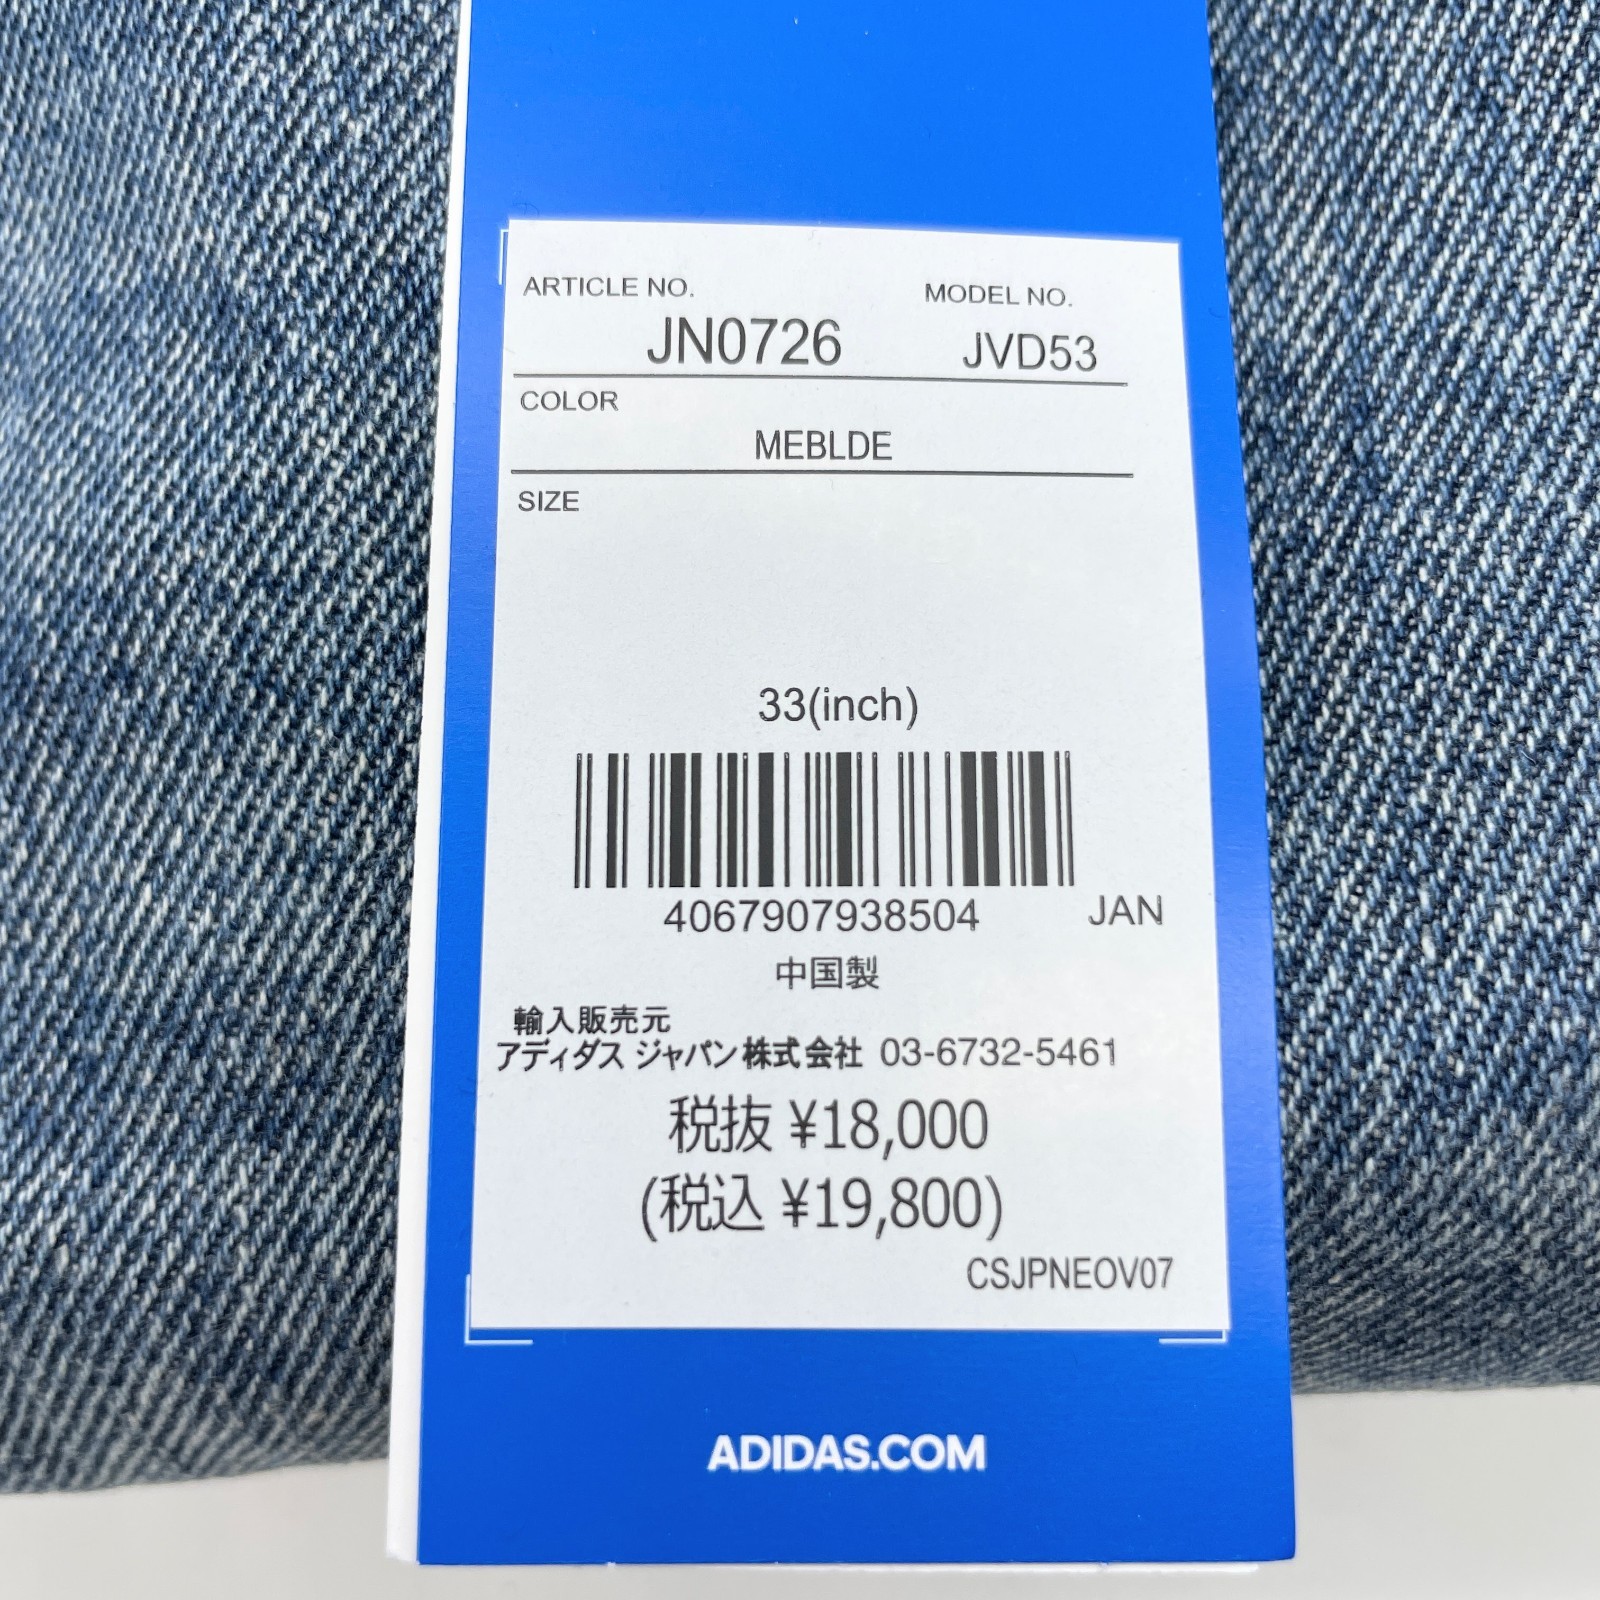 ARTICLE NO. MODEL NO.
JN0726 JVD53
COLOR
MEBLDE
SIZE
33(inch)
4067907938504 JAN
中国製
輸入販売元
アディダス ジャパン株式会社 03-6732-5461
税抜 ¥18,000
(税込 ¥19,800)
CSJPNEOV07
ADIDAS.COM